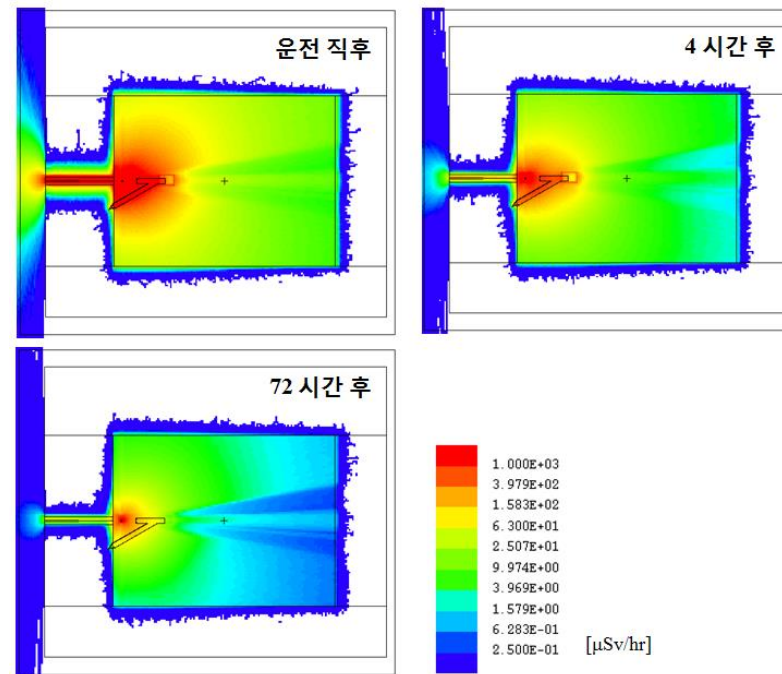 운전 직후
4 시간 후
72 시간 후
1.000E+03
3.979E+02
1.583E+02
6.300E+01
2.507E+01
9.974E+00
3.969E+00
1.579E+00
6.283E-01
2.500E-01
[μSv/hr]